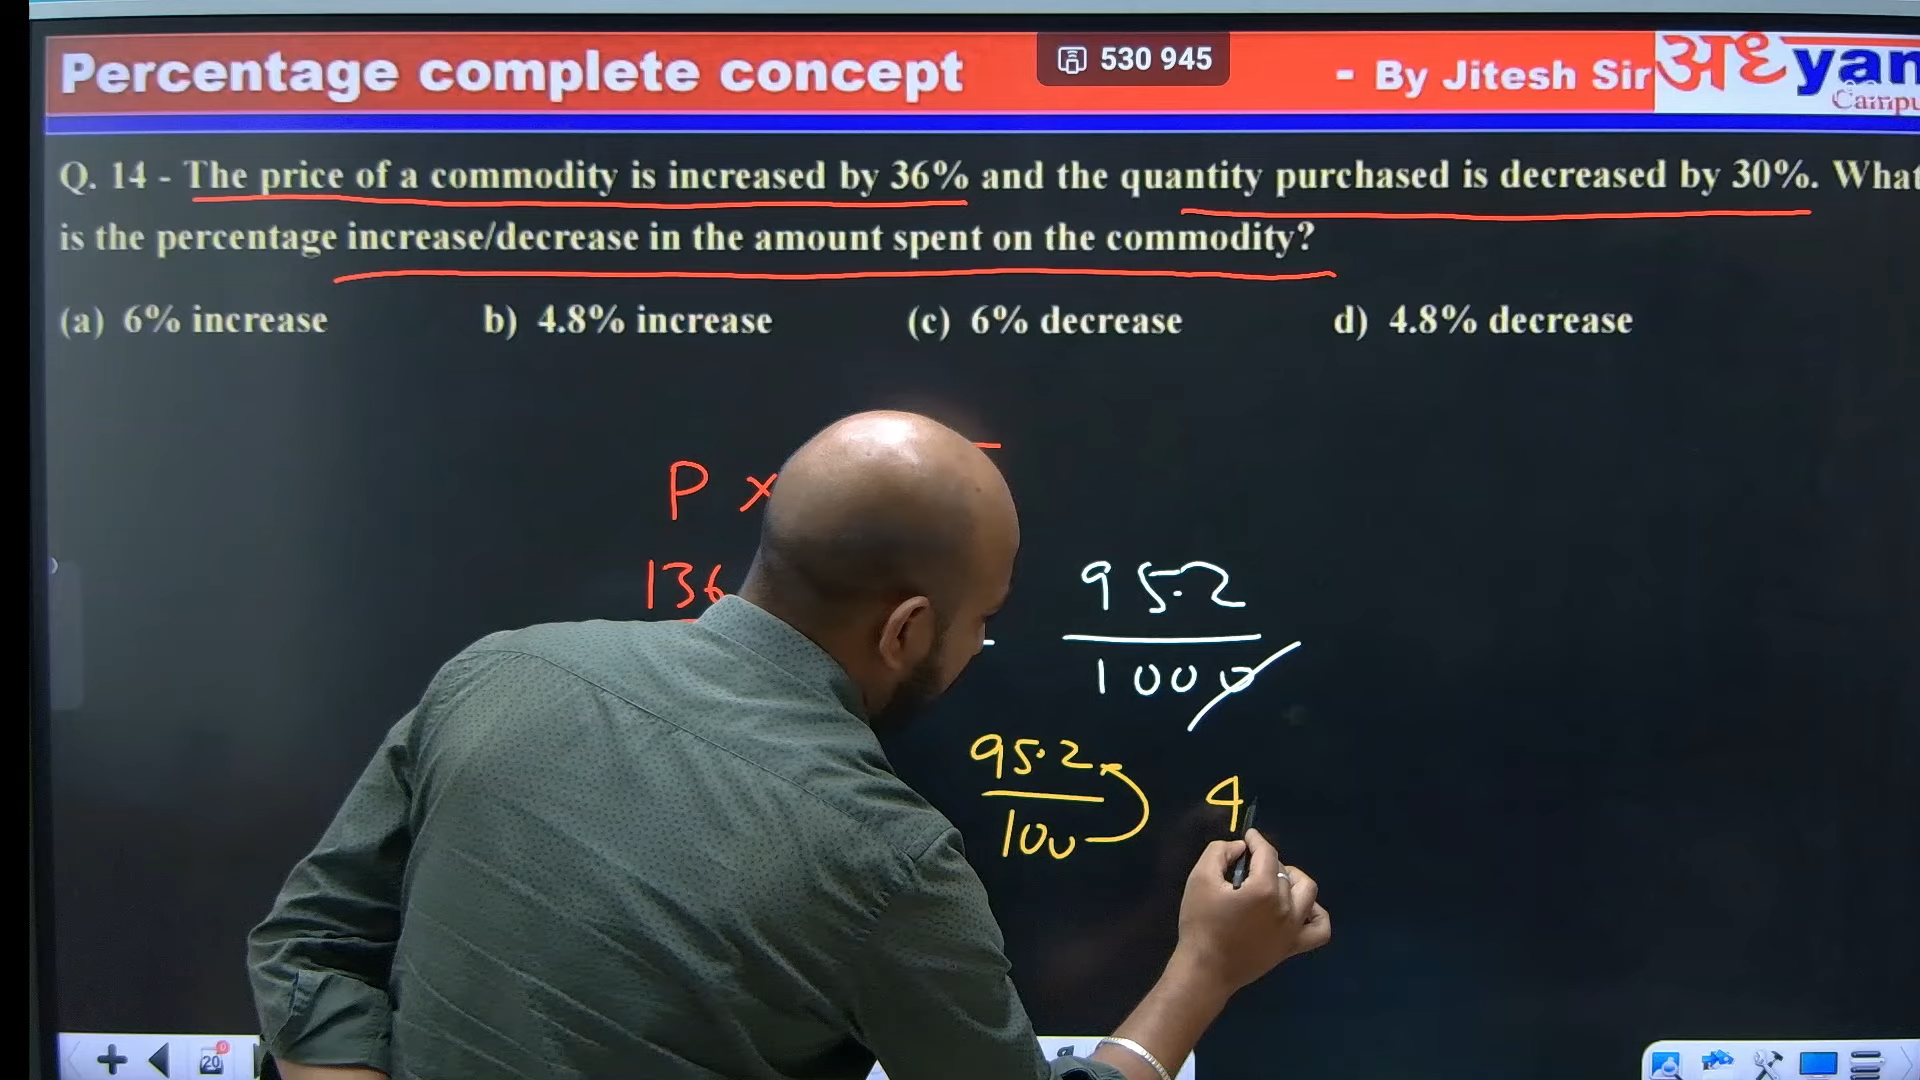 Percentage complete concept
530 945
- By Jitesh Sir
अध्yan
Campu
Q. 14 - The price of a commodity is increased by 36% and the quantity purchased is decreased by 30%. What
is the percentage increase/decrease in the amount spent on the commodity?
(a) 6% increase b) 4.8% increase (c) 6% decrease d) 4.8% decrease
P ×
136
95.2
1000
95.2
100
4
20